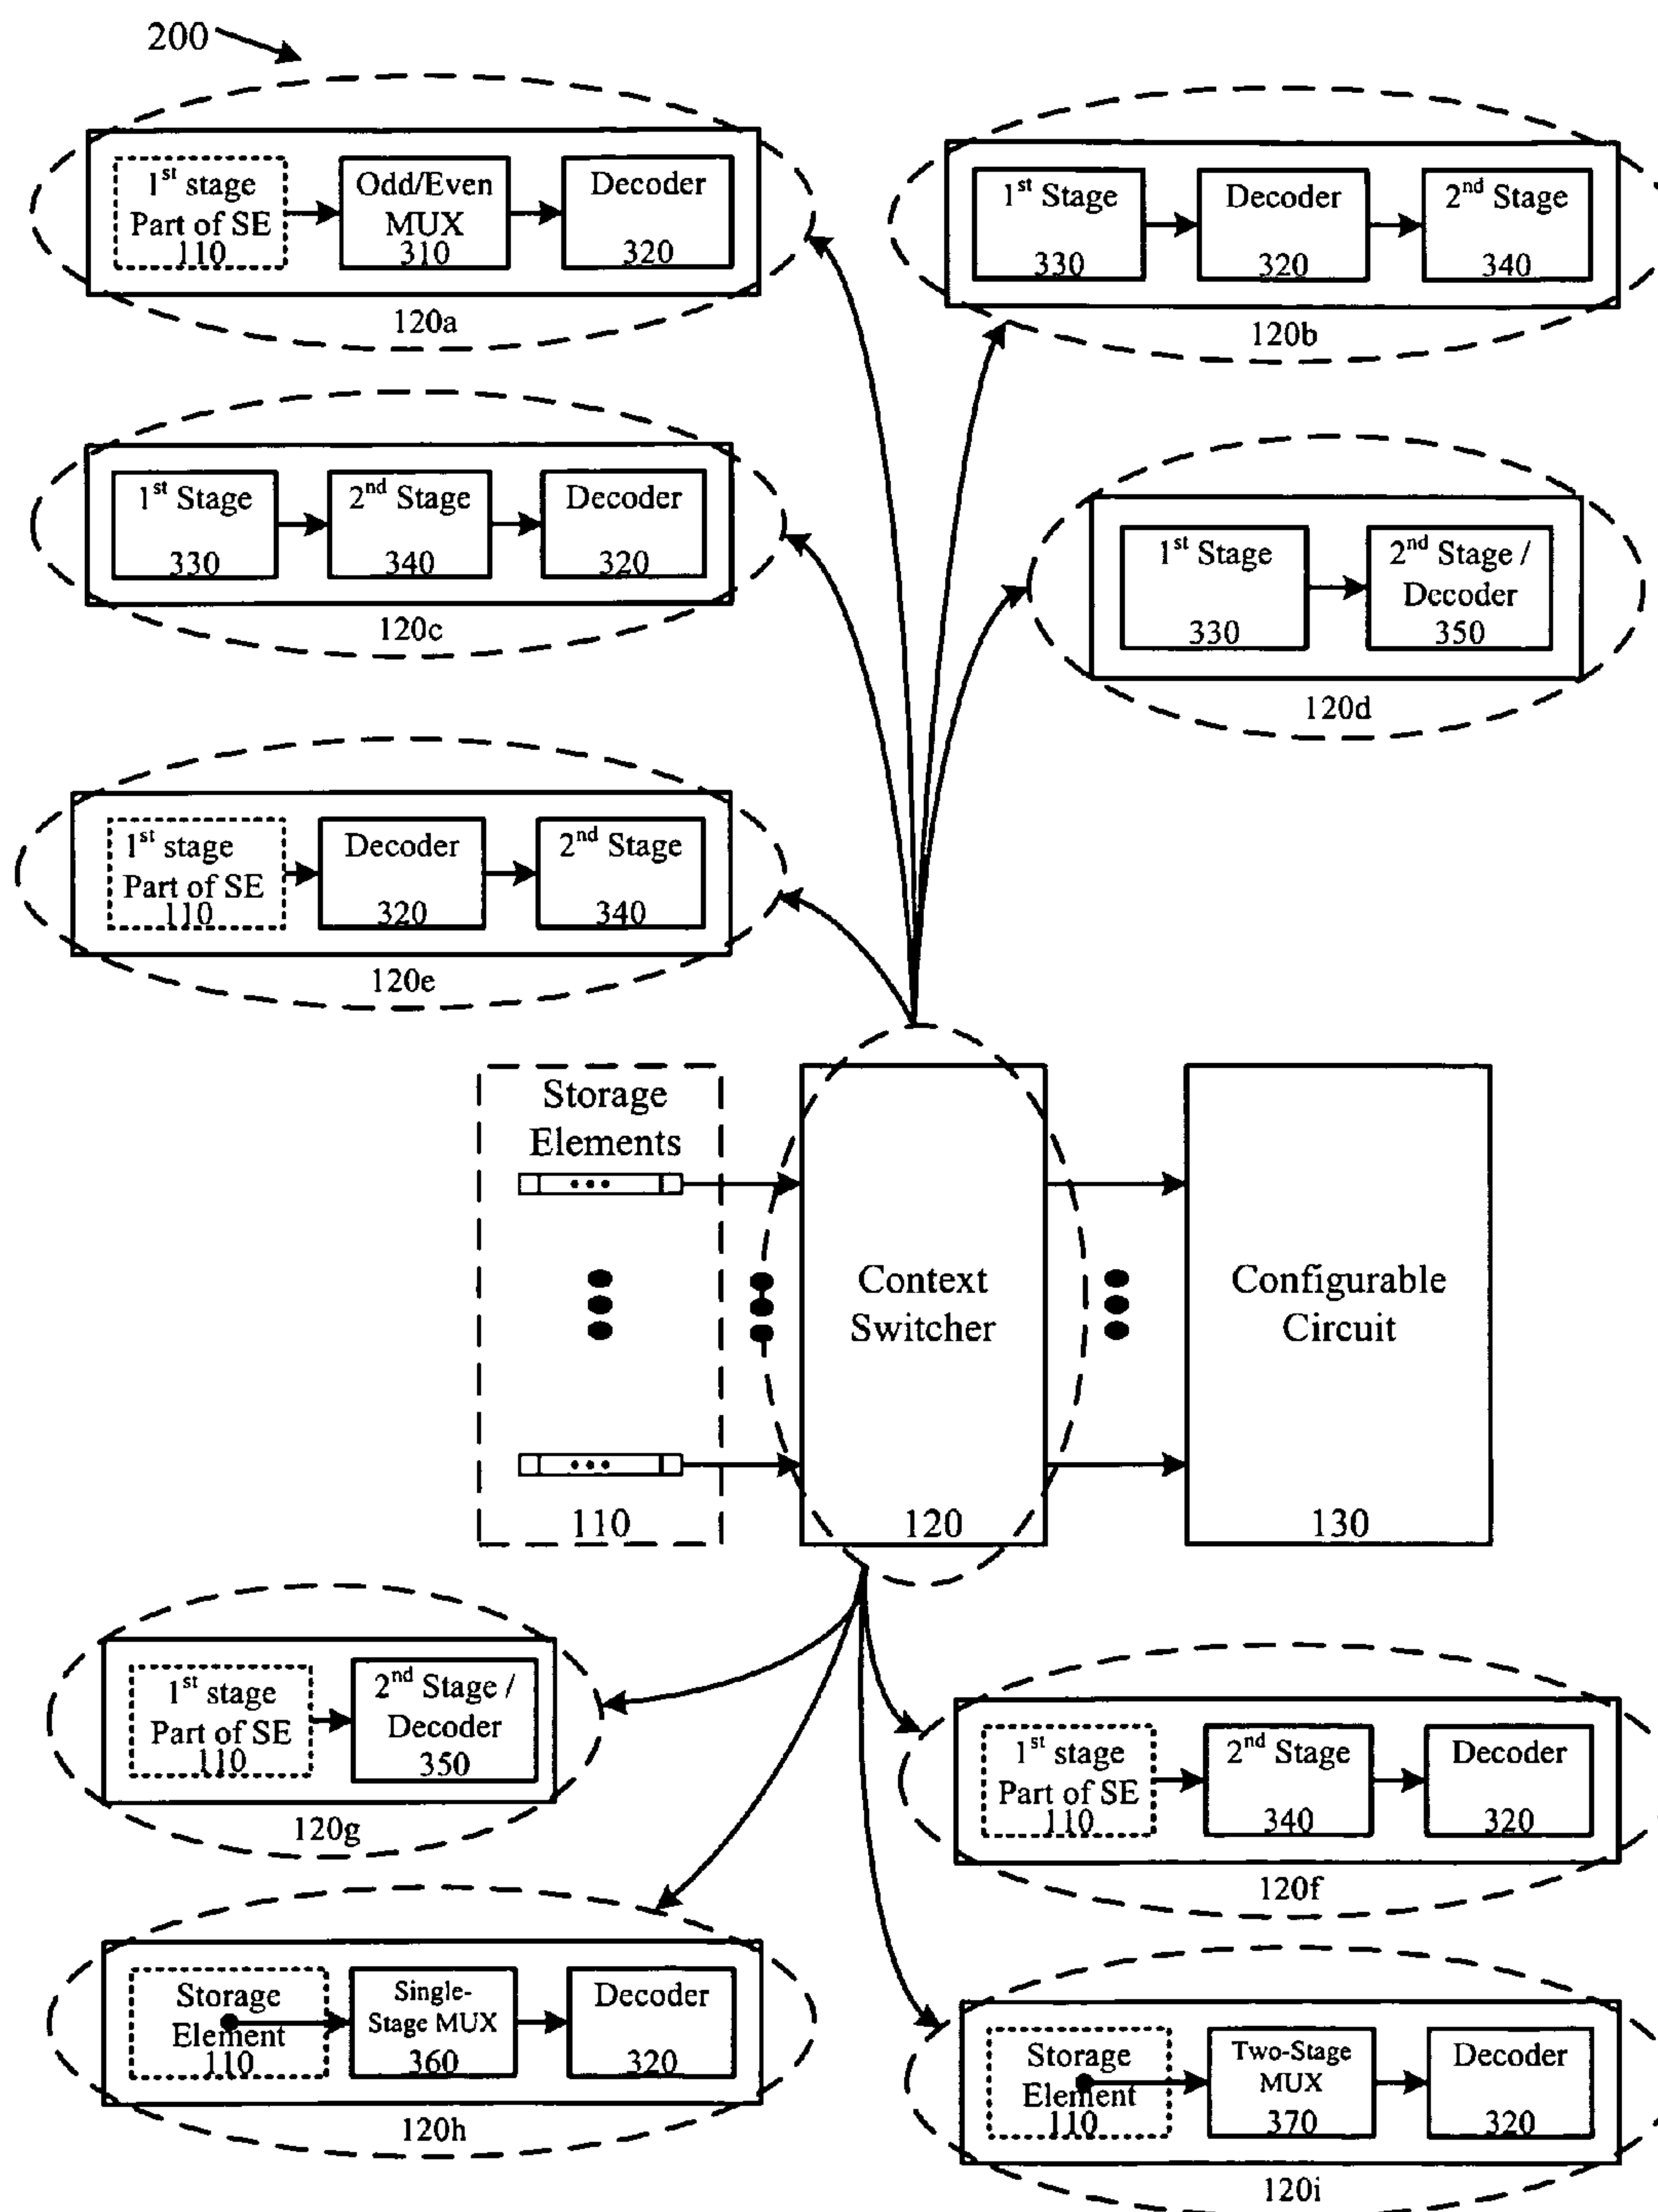 200
1st stage
Part of SE
110
Odd/Even
MUX
310
Decoder
320
120a
1st Stage
330
Decoder
320
2nd Stage
340
120b
1st Stage
330
2nd Stage
340
Decoder
320
120c
1st Stage
330
2nd Stage /
Decoder
350
120d
1st stage
Part of SE
110
Decoder
320
2nd Stage
340
120e
Storage
Elements
110
Context
Switcher
120
Configurable
Circuit
130
1st stage
Part of SE
110
2nd Stage /
Decoder
350
120g
1st stage
Part of SE
110
2nd Stage
340
Decoder
320
120f
Storage
Element
110
Single-
Stage MUX
360
Decoder
320
120h
Storage
Element
110
Two-Stage
MUX
370
Decoder
320
120i